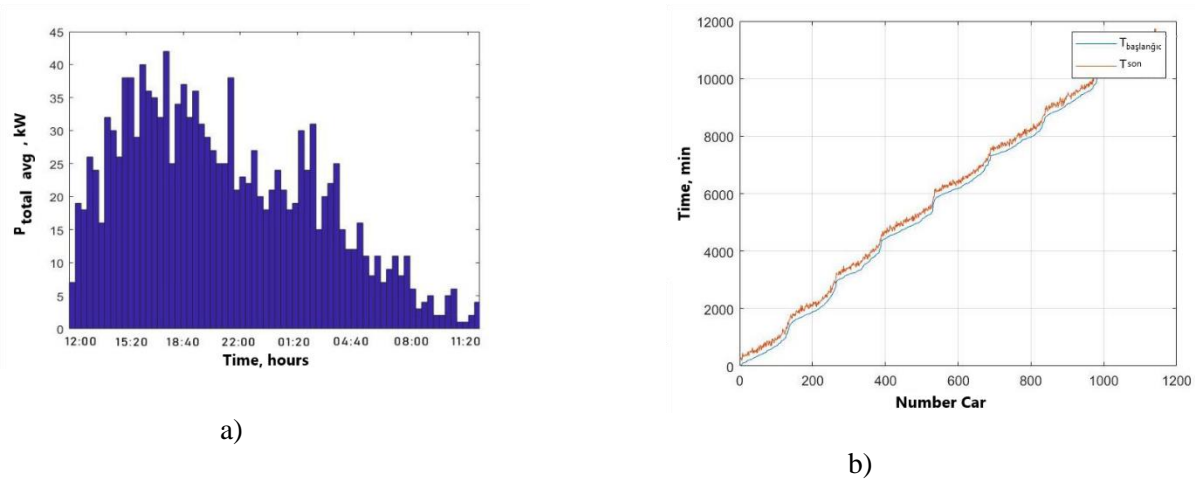 45
40
35
30
25
20
15
10
5
0
P total avg , kW
12:00 15:20 18:40 22:00 01:20 04:40 08:00 11:20
Time, hours
a)
12000
10000
8000
6000
4000
2000
0
Time, min
T başlanğıc
T son
0 200 400 600 800 1000 1200
Number Car
b)